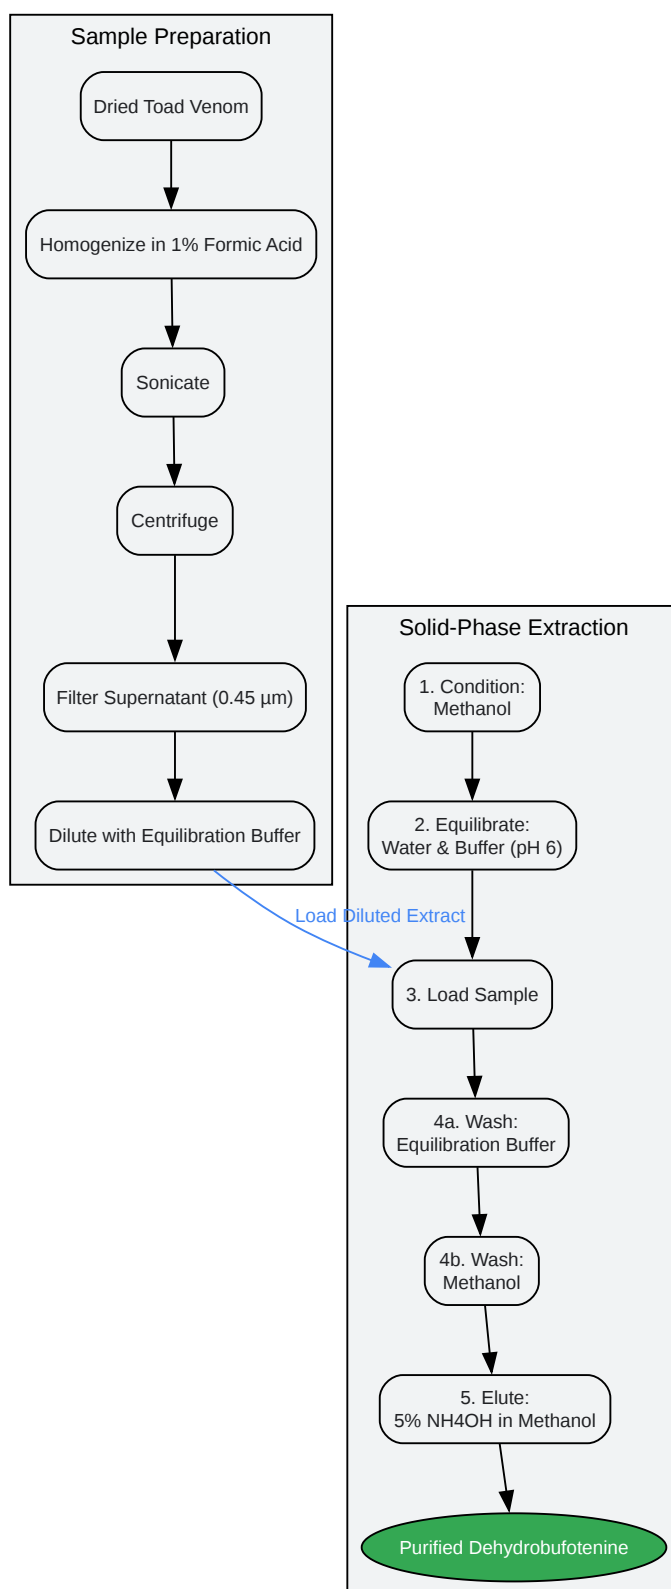 Sample Preparation
Dried Toad Venom
Homogenize in 1% Formic Acid
Sonicate
Centrifuge
Filter Supernatant (0.45 µm)
Dilute with Equilibration Buffer
Load Diluted Extract
Solid-Phase Extraction
1. Condition:
Methanol
2. Equilibrate:
Water & Buffer (pH 6)
3. Load Sample
4a. Wash:
Equilibration Buffer
4b. Wash:
Methanol
5. Elute:
5% NH4OH in Methanol
Purified Dehydrobufotenine